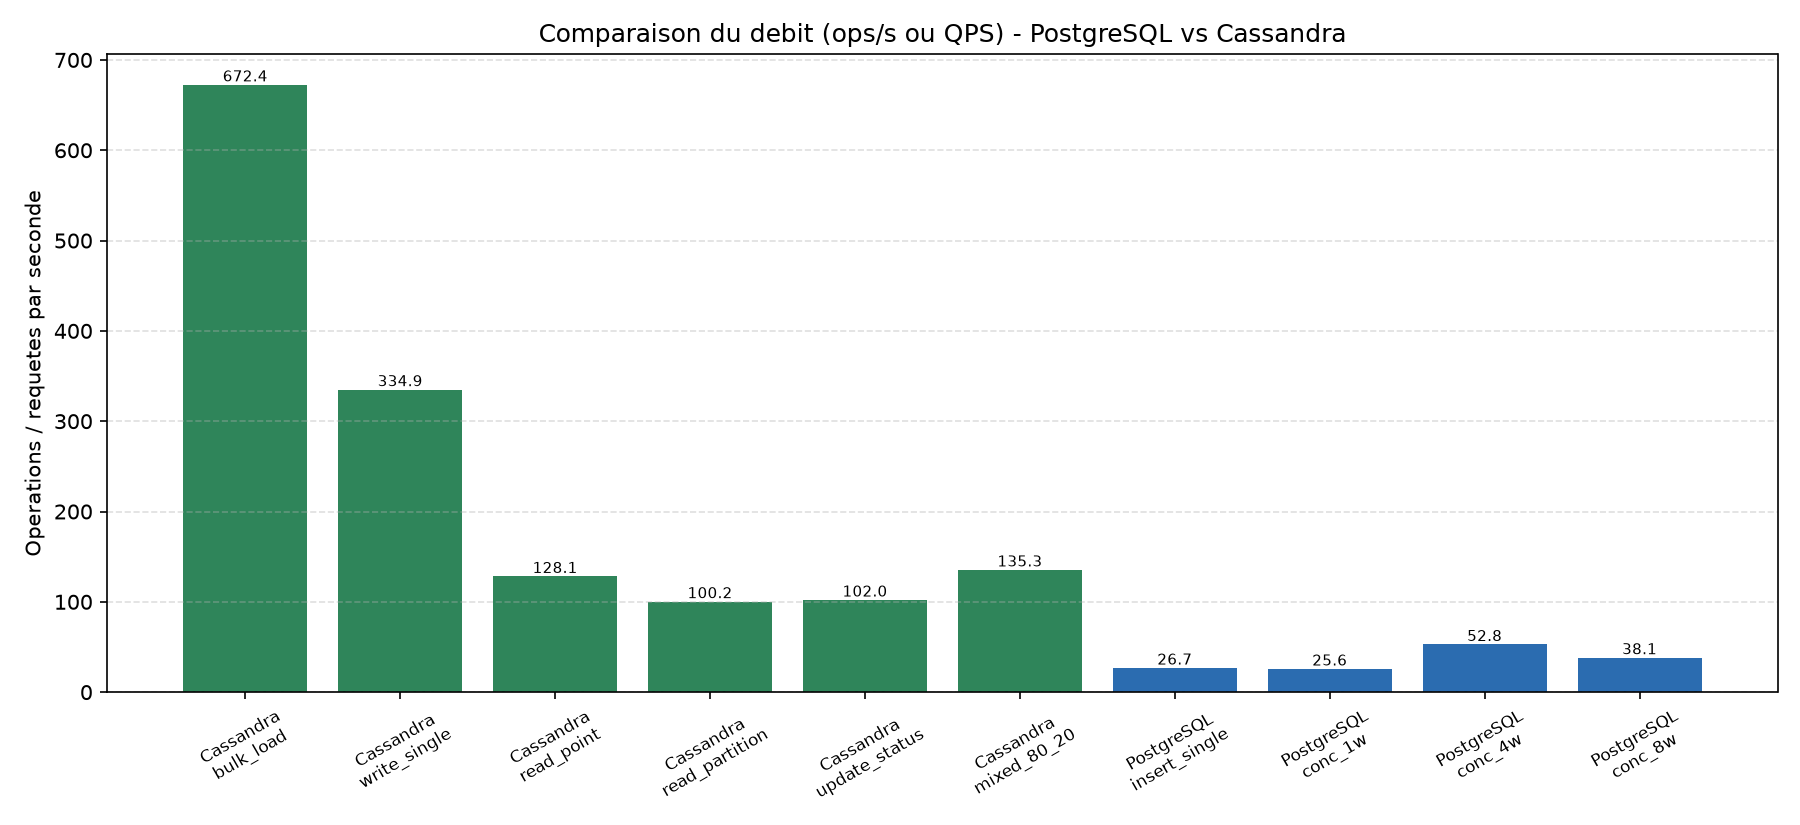 Comparaison du debit (ops/s ou QPS) - PostgreSQL vs Cassandra
Operations / requetes par seconde
700
600
500
400
300
200
100
0
672.4
334.9
128.1
100.2
102.0
135.3
26.7
25.6
52.8
38.1
Cassandra
bulk_load
Cassandra
write_single
Cassandra
read_point
Cassandra
read_partition
Cassandra
update_status
Cassandra
mixed_80_20
PostgreSQL
insert_single
PostgreSQL
conc_1w
PostgreSQL
conc_4w
PostgreSQL
conc_8w